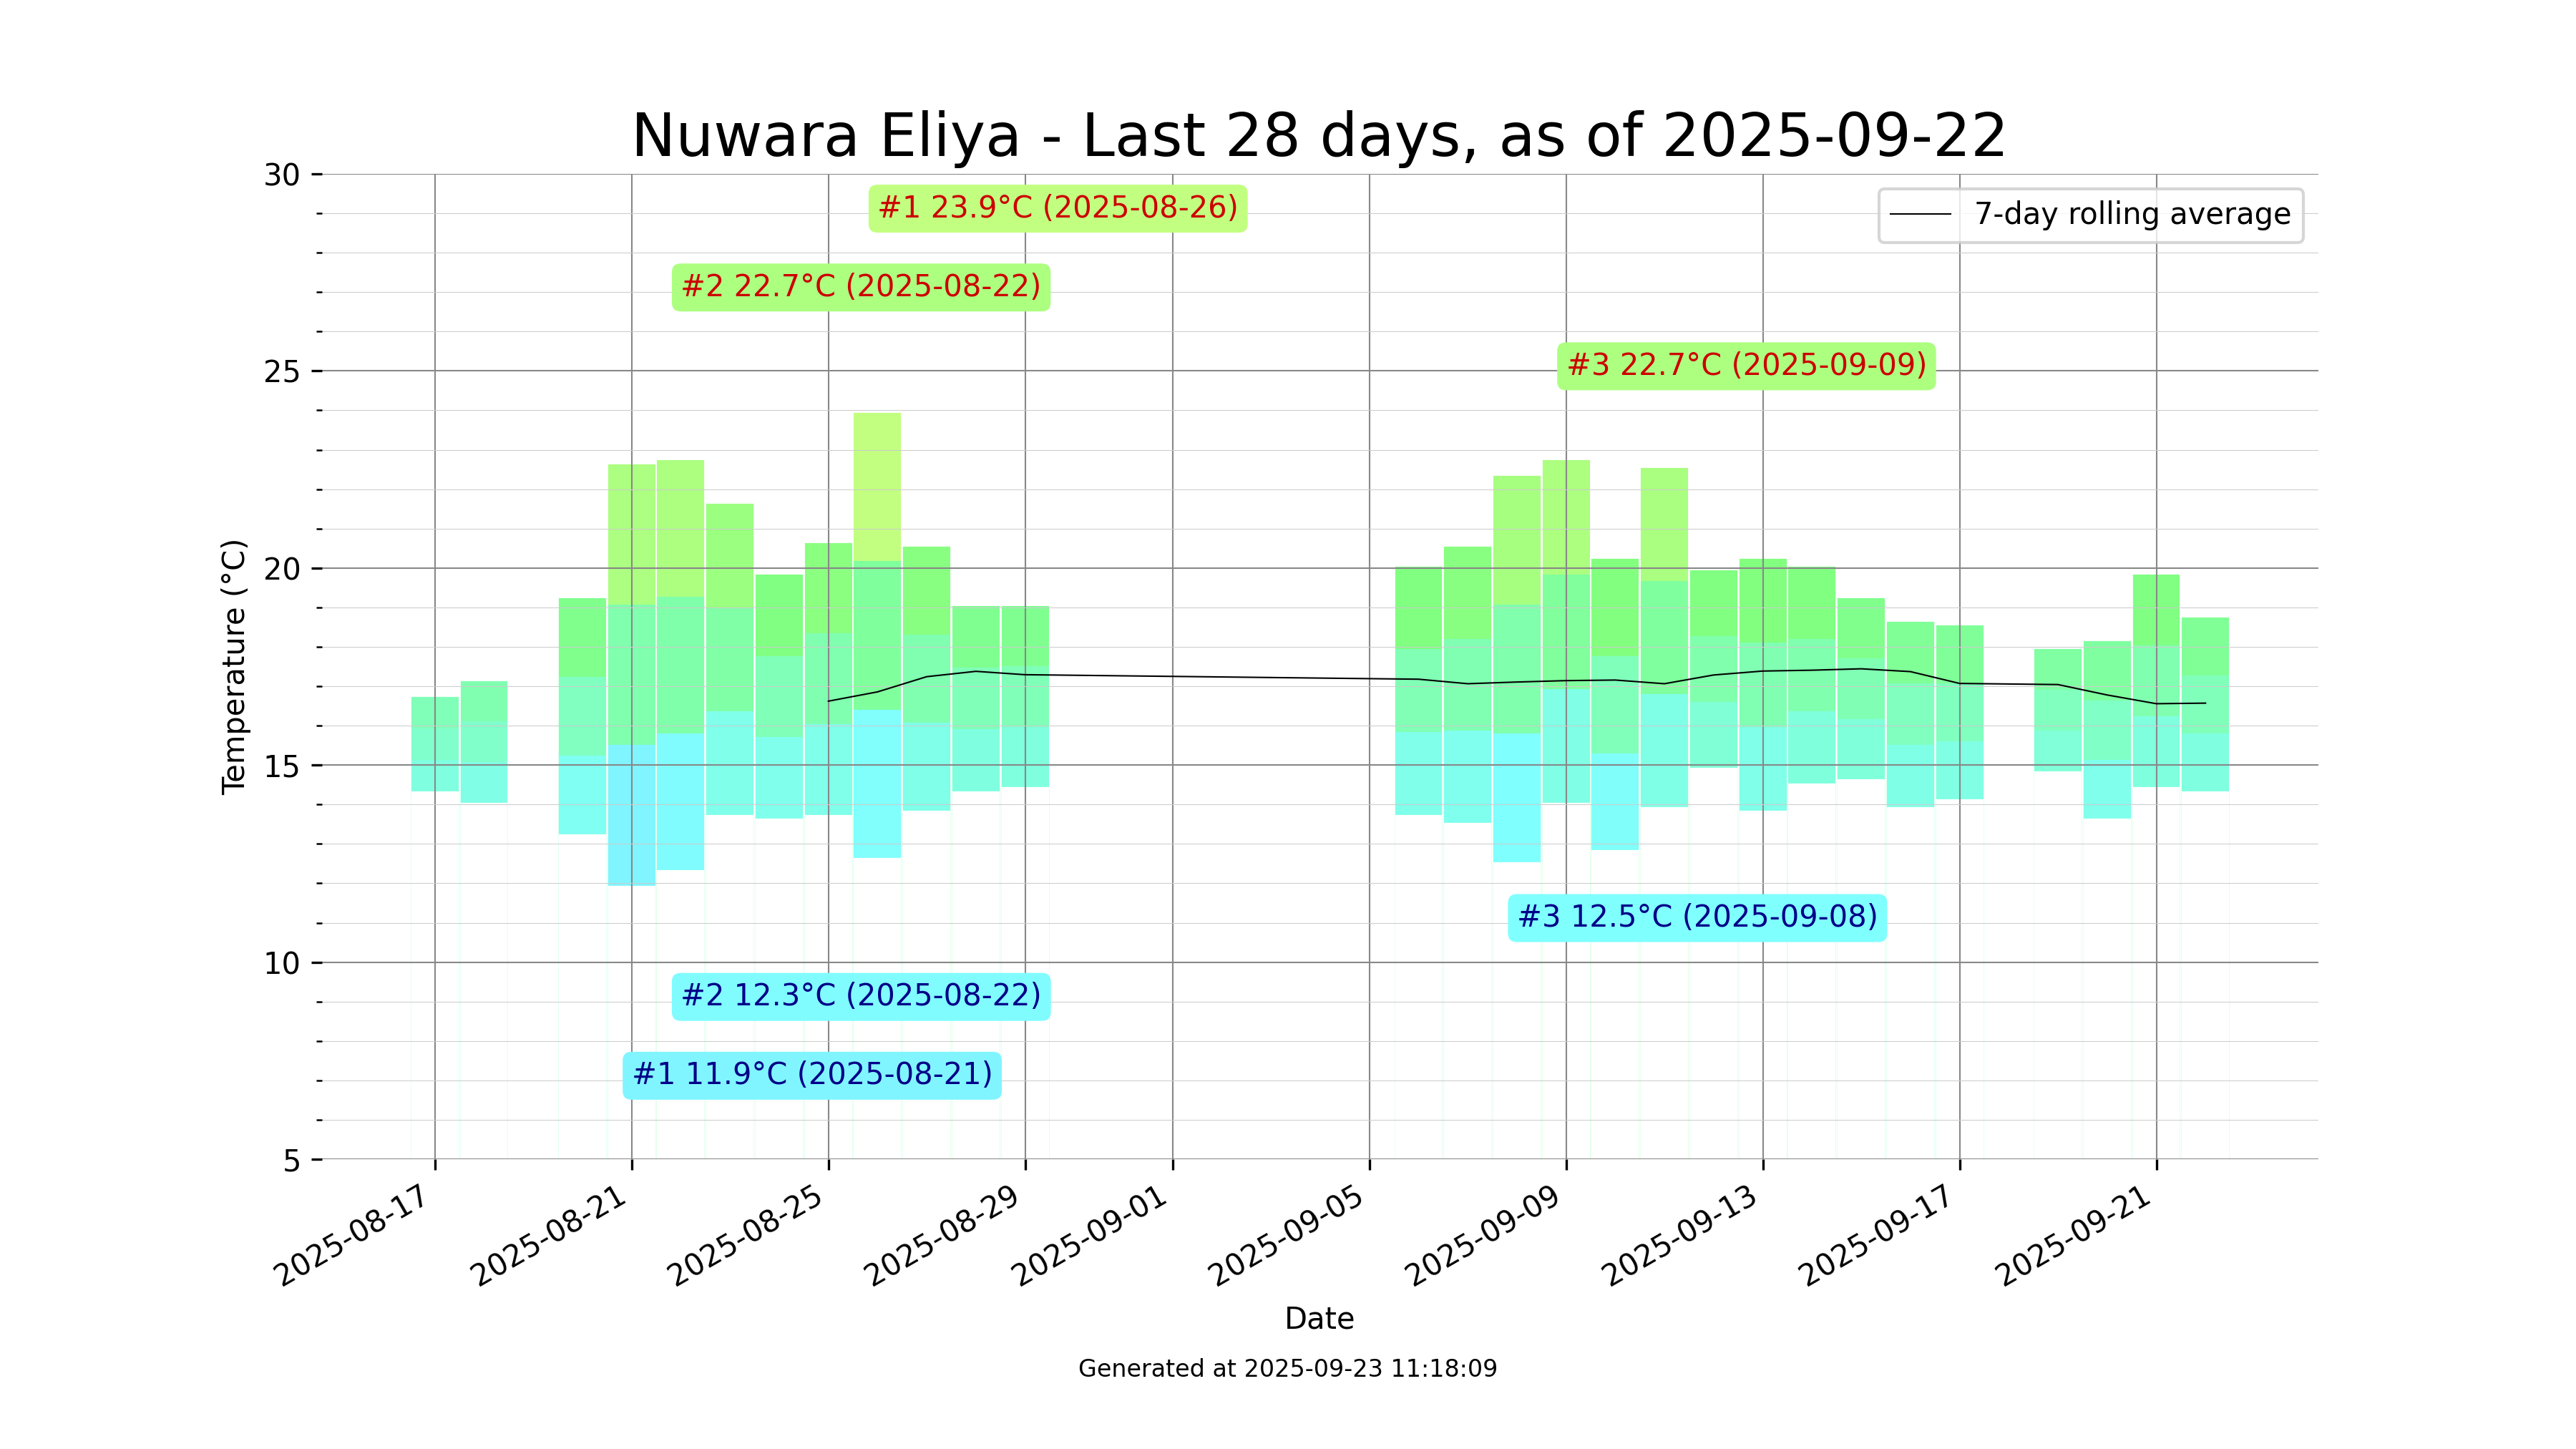 Nuwara Eliya - Last 28 days, as of 2025-09-22
30
#1 23.9°C (2025-08-26)
7-day rolling average
#2 22.7°C (2025-08-22)
#3 22.7°C (2025-09-09)
25
20
Temperature (°C)
15
#3 12.5°C (2025-09-08)
10
#2 12.3°C (2025-08-22)
#1 11.9°C (2025-08-21)
5
2025-08-17
2025-08-21
2025-08-25
2025-08-29
2025-09-01
2025-09-05
2025-09-09
2025-09-13
2025-09-17
2025-09-21
Date
Generated at 2025-09-23 11:18:09